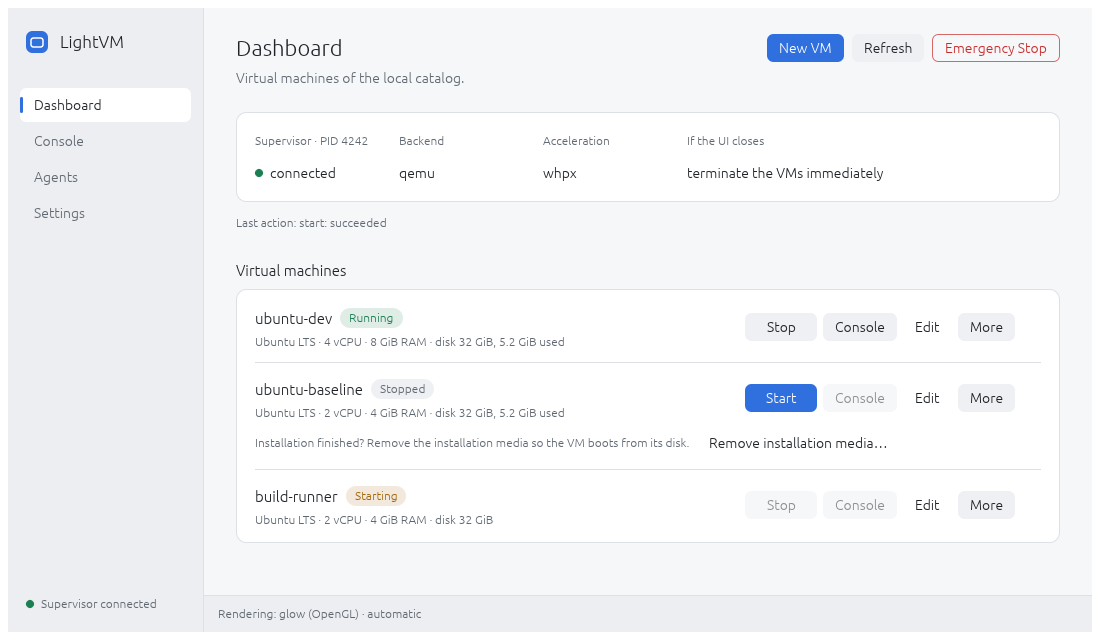 LightVM
Dashboard
Console
Agents
Settings
Supervisor connected
Dashboard
New VM
Refresh
Emergency Stop
Virtual machines of the local catalog.
Supervisor · PID 4242
Backend
Acceleration
If the UI closes
connected
qemu
whpx
terminate the VMs immediately
Last action: start: succeeded
Virtual machines
ubuntu-dev
Running
Ubuntu LTS · 4 vCPU · 8 GiB RAM · disk 32 GiB, 5.2 GiB used
Stop
Console
Edit
More
ubuntu-baseline
Stopped
Ubuntu LTS · 2 vCPU · 4 GiB RAM · disk 32 GiB, 5.2 GiB used
Start
Console
Edit
More
Installation finished? Remove the installation media so the VM boots from its disk.
Remove installation media…
build-runner
Starting
Ubuntu LTS · 2 vCPU · 4 GiB RAM · disk 32 GiB
Stop
Console
Edit
More
Rendering: glow (OpenGL) · automatic